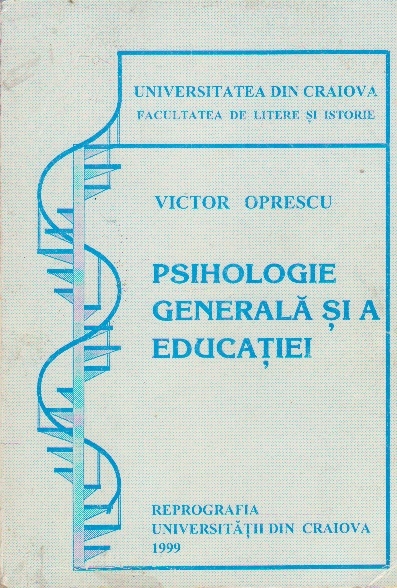 UNIVERSITATEA DIN CRAIOVA
FACULTATEA DE LITERE ȘI ISTORIE
VICTOR OPRESCU
PSIHOLOGIE
GENERALĂ ȘI A
EDUCAȚIEI
REPROGRAFIA
UNIVERSITĂȚII DIN CRAIOVA
1999